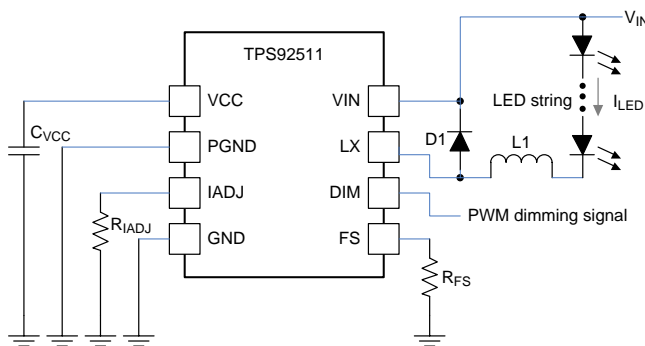 V_IN
TPS92511
VCC
VIN
LED string
I_LED
C_VCC
PGND
LX
D1
L1
IADJ
DIM
R_IADJ
PWM dimming signal
GND
FS
R_FS